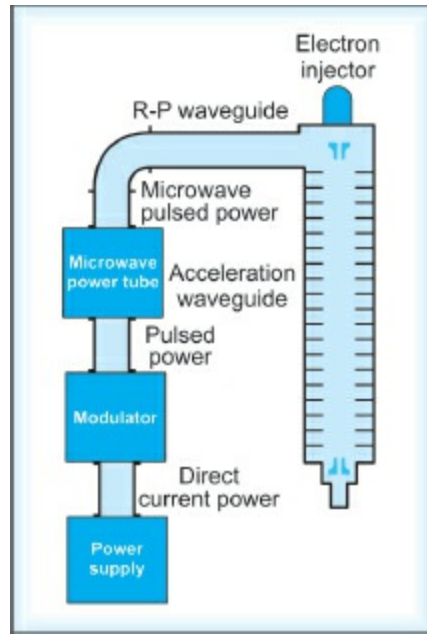 Electron
injector
R-P waveguide
Microwave
pulsed power
Microwave
power tube
Acceleration
waveguide
Pulsed
power
Modulator
Direct
current power
Power
supply